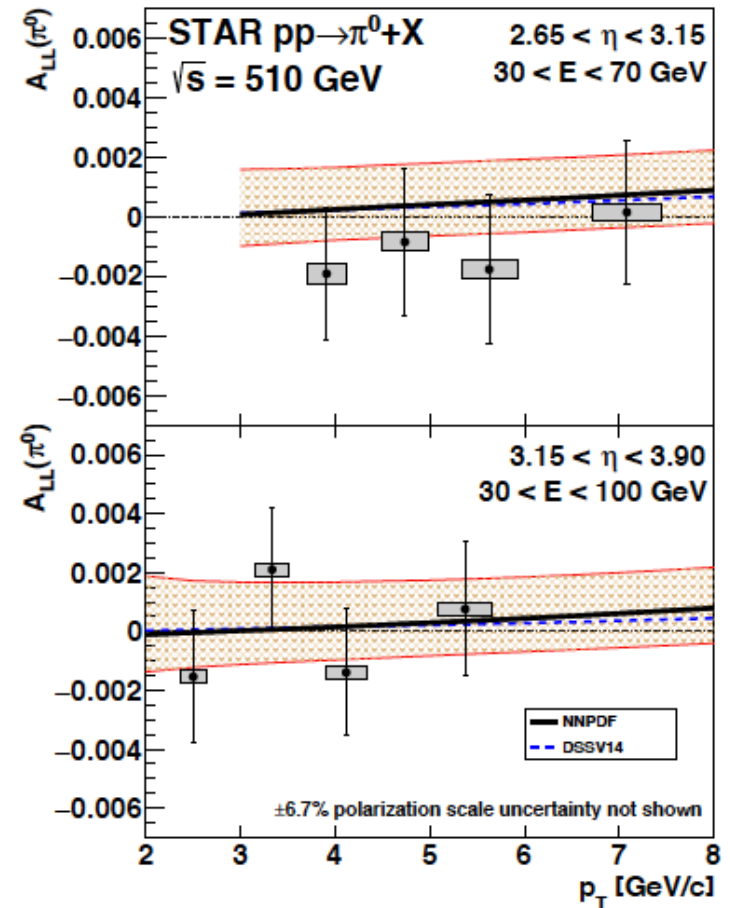 A_LL(π⁰)
STAR pp→π⁰+X
√s = 510 GeV
2.65 < η < 3.15
30 < E < 70 GeV
0.006
0.004
0.002
0
−0.002
−0.004
−0.006
A_LL(π⁰)
3.15 < η < 3.90
30 < E < 100 GeV
0.006
0.004
0.002
0
−0.002
−0.004
−0.006
NNPDF
DSSV14
±6.7% polarization scale uncertainty not shown
2 3 4 5 6 7 8
p_T [GeV/c]